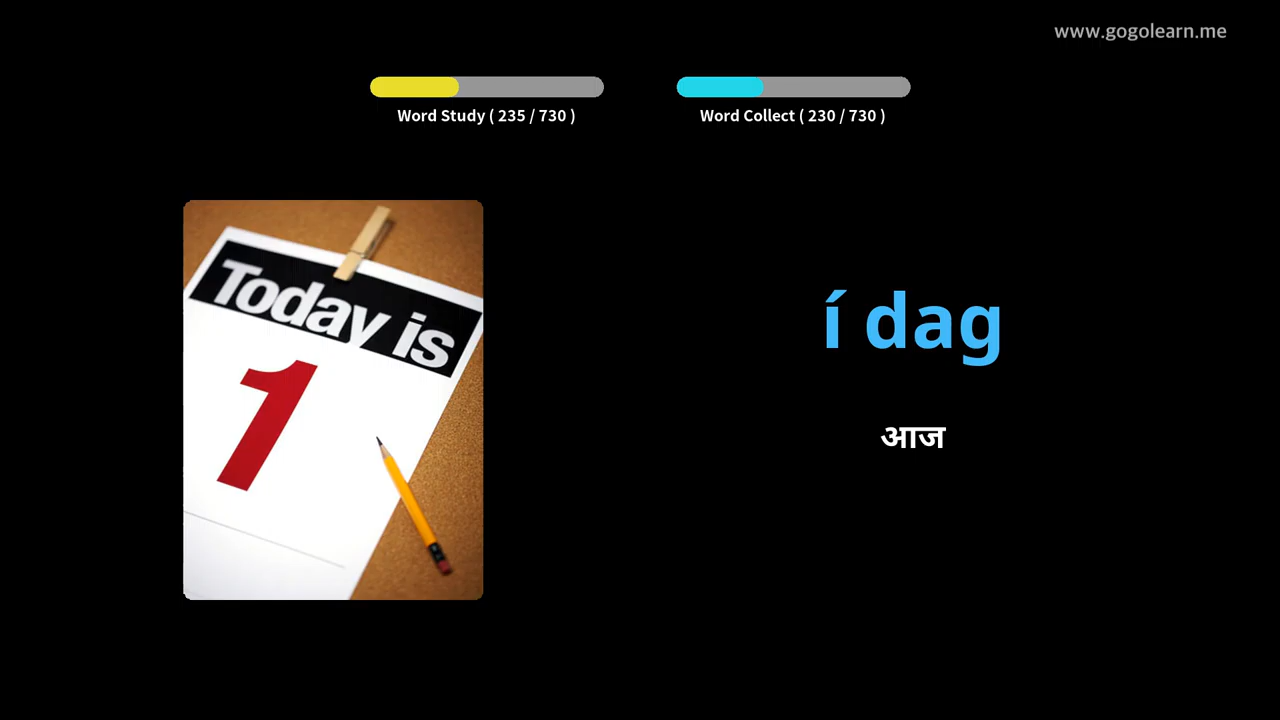 www.gogolearn.me
Word Study ( 235 / 730 )
Word Collect ( 230 / 730 )
Today is
1
í dag
आज